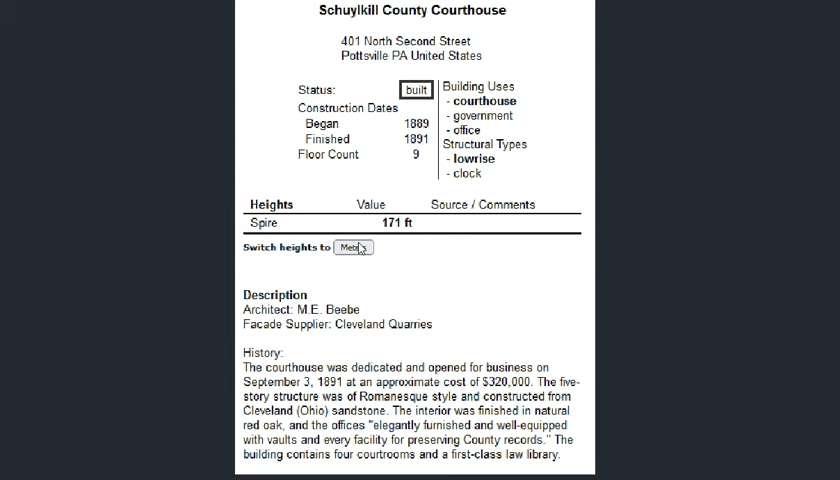 Schuylkill County Courthouse
401 North Second Street
Pottsville PA United States
Status: built
Construction Dates
Began 1889
Finished 1891
Floor Count 9
Building Uses
- courthouse
- government
- office
Structural Types
- lowrise
- clock
Heights Value Source / Comments
Spire 171 ft
Switch heights to
Description
Architect: M.E. Beebe
Facade Supplier: Cleveland Quarries
History:
The courthouse was dedicated and opened for business on
September 3, 1891 at an approximate cost of $320,000. The five-
story structure was of Romanesque style and constructed from
Cleveland (Ohio) sandstone. The interior was finished in natural
red oak, and the offices "elegantly furnished and well-equipped
with vaults and every facility for preserving County records." The
building contains four courtrooms and a first-class law library.